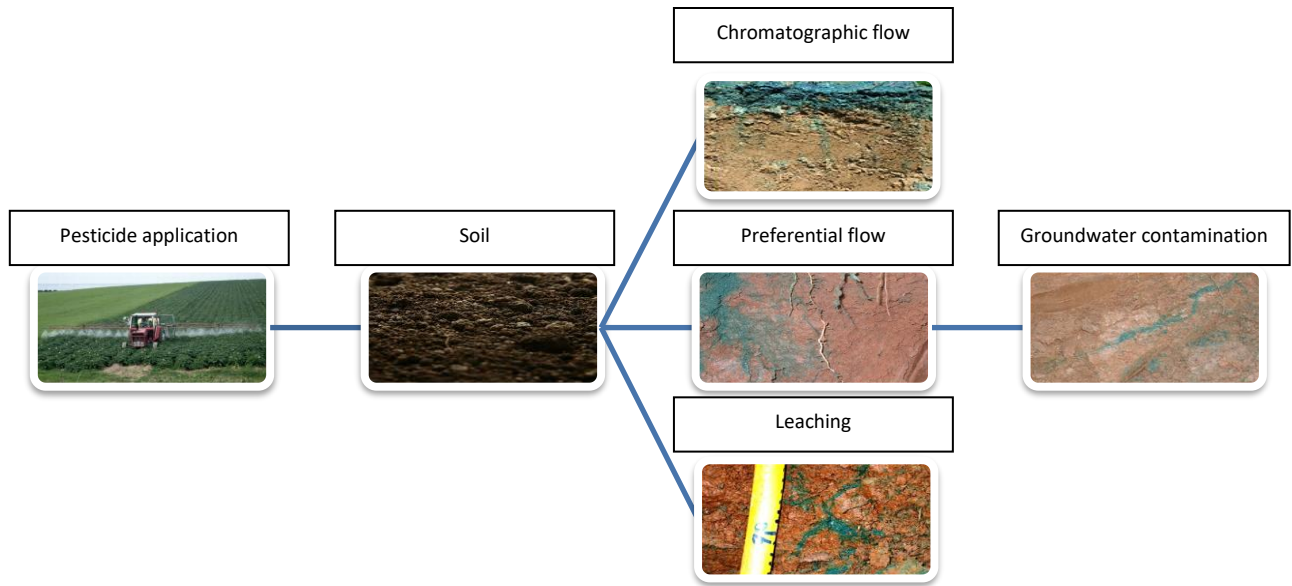 Chromatographic flow
Pesticide application
Soil
Preferential flow
Groundwater contamination
Leaching